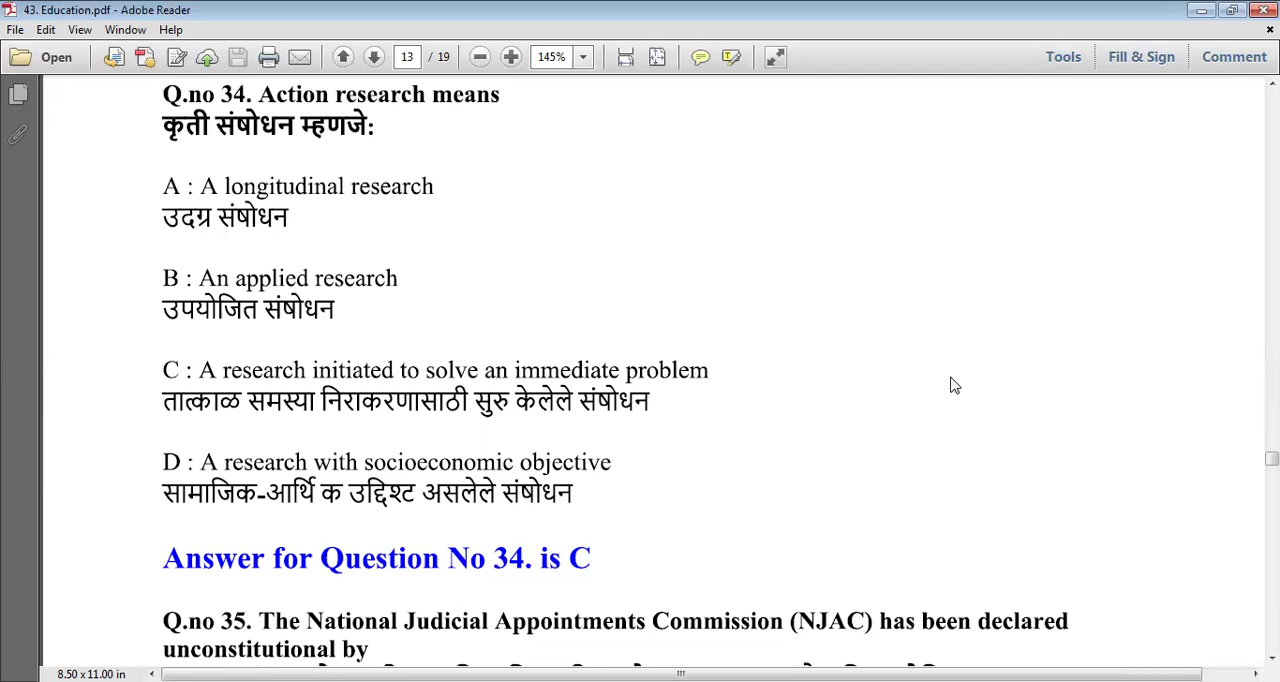 43. Education.pdf - Adobe Reader
File Edit View Window Help
Open 13 / 19 145% Tools Fill & Sign Comment
Q.no 34. Action research means
कृती संषोधन म्हणजे:
A : A longitudinal research
उदग्र संषोधन
B : An applied research
उपयोजित संषोधन
C : A research initiated to solve an immediate problem
तात्काळ समस्या निराकरणासाठी सुरु केलेले संषोधन
D : A research with socioeconomic objective
सामाजिक-आर्थि क उद्दिश्ट असलेले संषोधन
Answer for Question No 34. is C
Q.no 35. The National Judicial Appointments Commission (NJAC) has been declared
unconstitutional by
8.50 x 11.00 in